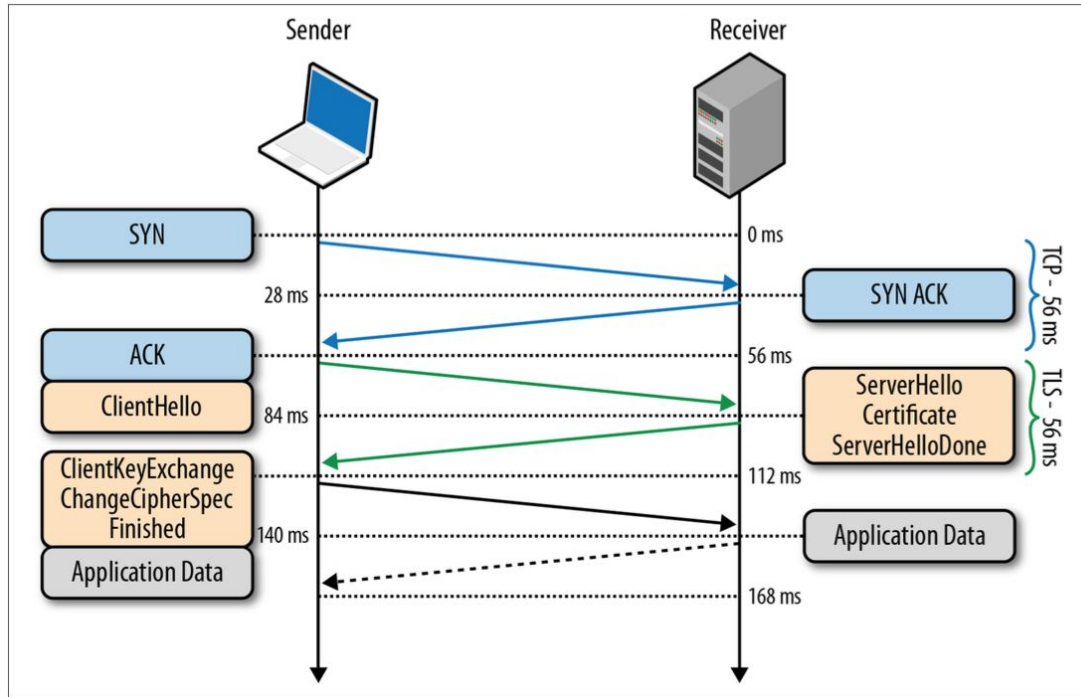 Sender
Receiver
SYN
0 ms
28 ms
SYN ACK
TCP - 56 ms
ACK
56 ms
ClientHello
84 ms
ServerHello
Certificate
ServerHelloDone
TLS - 56 ms
ClientKeyExchange
ChangeCipherSpec
Finished
112 ms
140 ms
Application Data
Application Data
168 ms